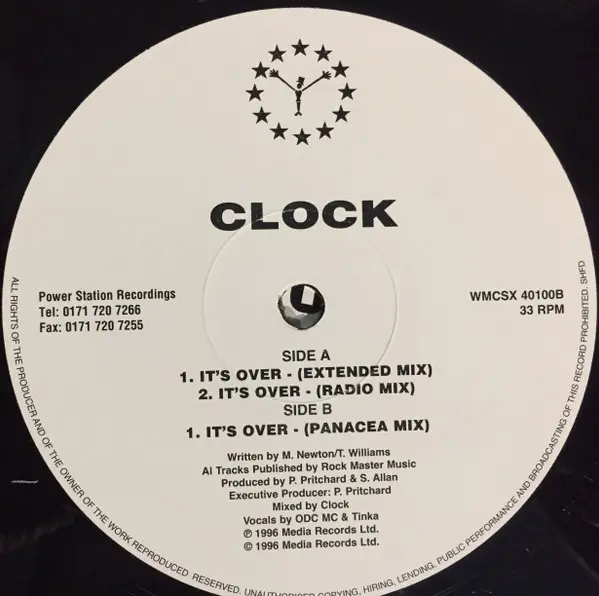 CLOCK
Power Station Recordings
Tel: 0171 720 7266
Fax: 0171 720 7255
WMCSX 40100B
33 RPM
SIDE A
1. IT'S OVER - (EXTENDED MIX)
2. IT'S OVER - (RADIO MIX)
SIDE B
1. IT'S OVER - (PANACEA MIX)
Written by M. Newton/T. Williams
Al Tracks Published by Rock Master Music
Produced by P. Pritchard & S. Allan
Executive Producer: P. Pritchard
Mixed by Clock
Vocals by ODC MC & Tinka
℗ 1996 Media Records Ltd.
© 1996 Media Records Ltd.
ALL RIGHTS OF THE PRODUCER AND OF THE OWNER OF THE WORK REPRODUCED RESERVED. UNAUTHORISED COPYING, HIRING, LENDING, PUBLIC PERFORMANCE AND BROADCASTING OF THIS RECORD PROHIBITED. SHFD